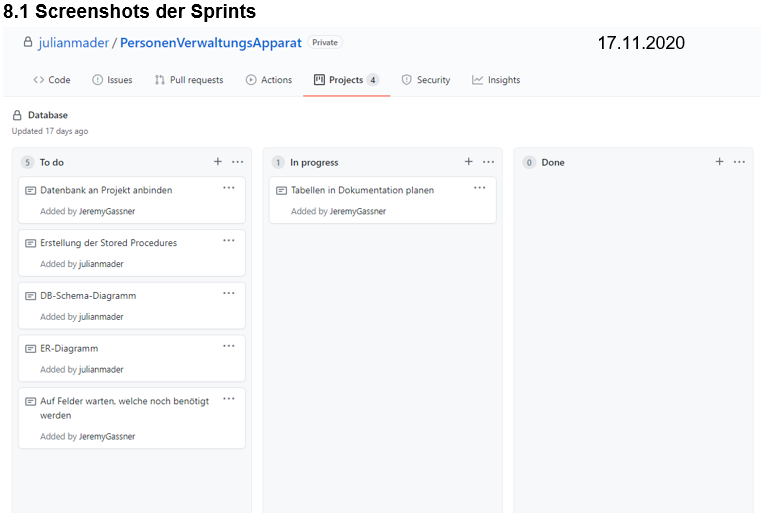 8.1 Screenshots der Sprints
julianmader / PersonenVerwaltungsApparat Private
17.11.2020
Code Issues Pull requests Actions Projects 4 Security Insights
Database
Updated 17 days ago
5 To do
Datenbank an Projekt anbinden
Added by JeremyGassner
Erstellung der Stored Procedures
Added by julianmader
DB-Schema-Diagramm
Added by julianmader
ER-Diagramm
Added by julianmader
Auf Felder warten, welche noch benötigt
werden
Added by JeremyGassner
1 In progress
Tabellen in Dokumentation planen
Added by JeremyGassner
0 Done